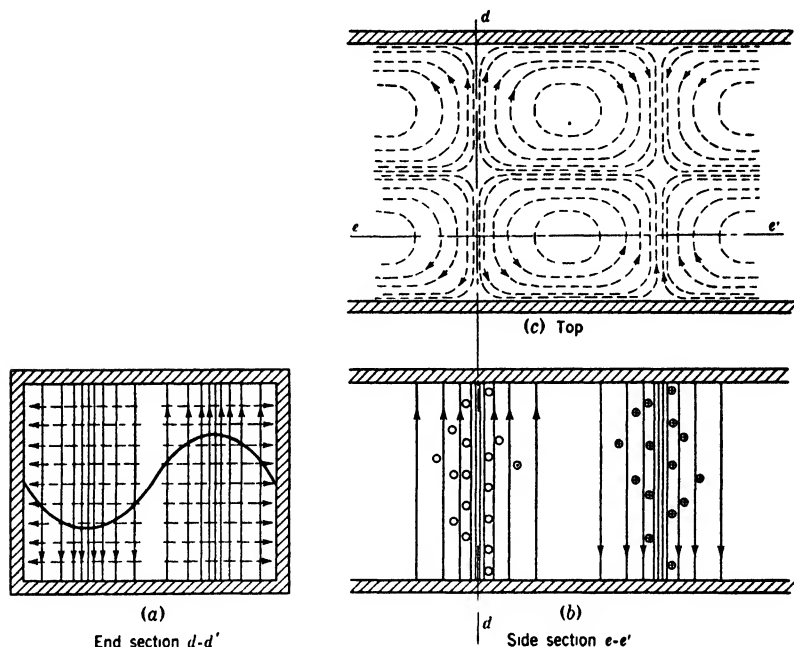 d
e
e'
(c) Top
(a)
End section d-d'
d
(b)
Side section e-e'